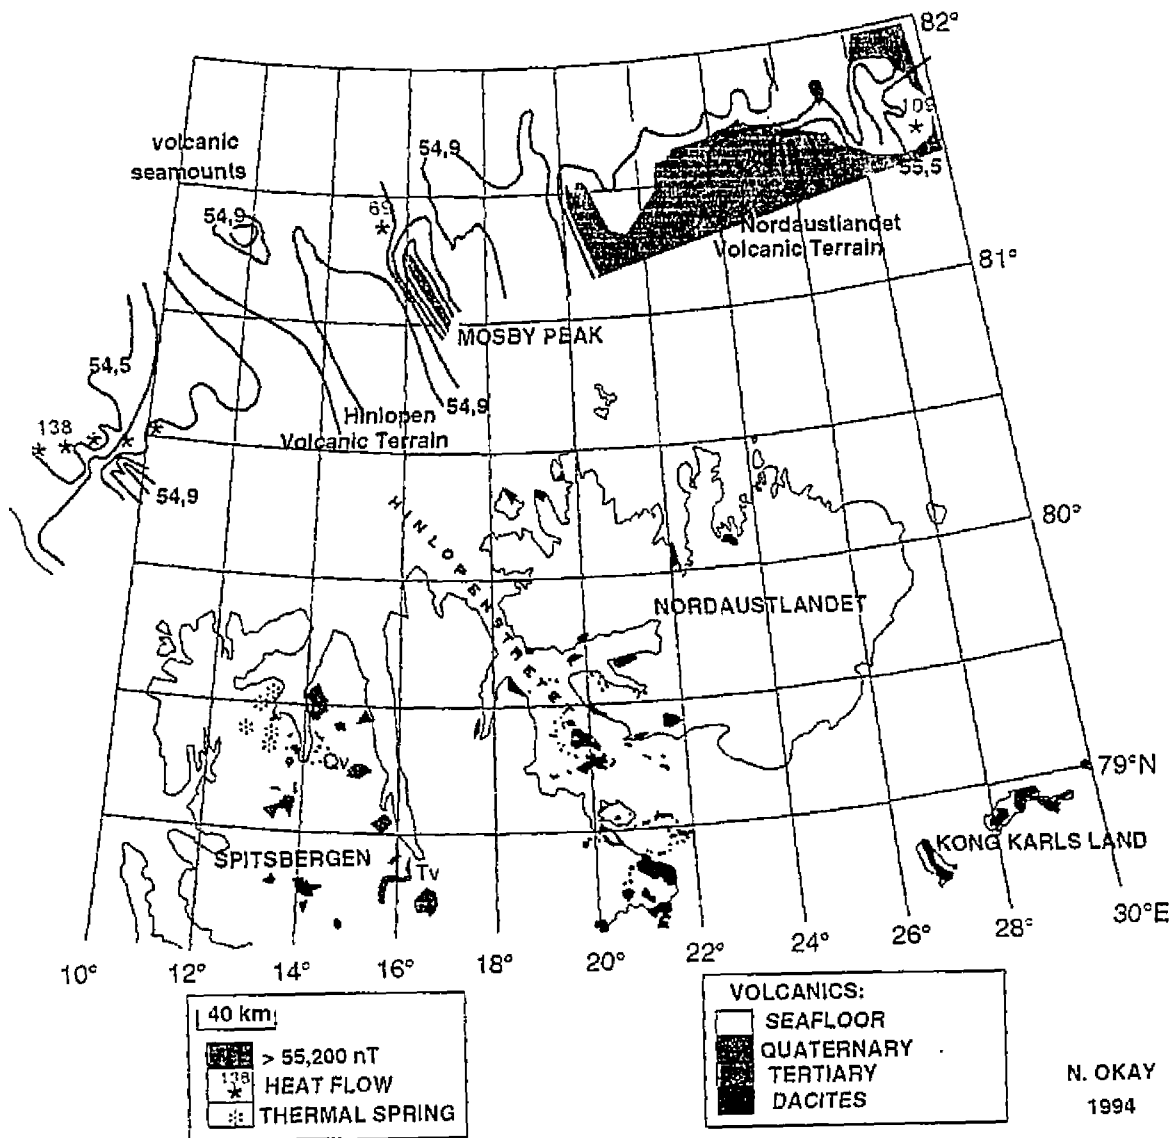 82°
109
55,5
volcanic
seamounts
54,9
54,9
69
Nordaustlandet
Volcanic Terrain
81°
MOSBY PEAK
54,5
54,9
138
Hinlopen
Volcanic Terrain
54,9
80°
HINLOPENSTRETE
NORDAUSTLANDET
Qv
79°N
SPITSBERGEN
Tv
KONG KARLS LAND
10°
12°
14°
16°
18°
20°
22°
24°
26°
28°
30°E
40 km
> 55,200 nT
138
HEAT FLOW
THERMAL SPRING
VOLCANICS:
SEAFLOOR
QUATERNARY
TERTIARY
DACITES
N. OKAY
1994